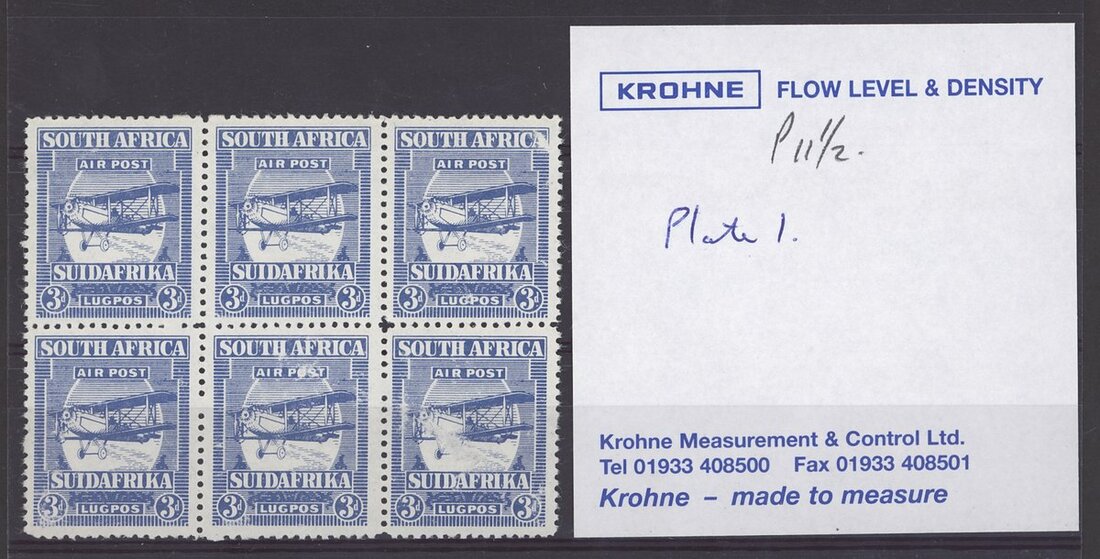 SOUTH AFRICA
AIR POST
SUIDAFRIKA
3d LUGPOS 3d
SOUTH AFRICA
AIR POST
SUIDAFRIKA
3d LUGPOS 3d
SOUTH AFRICA
AIR POST
SUIDAFRIKA
3d LUGPOS 3d
SOUTH AFRICA
AIR POST
SUIDAFRIKA
3d LUGPOS 3d
SOUTH AFRICA
AIR POST
SUIDAFRIKA
3d LUGPOS 3d
SOUTH AFRICA
AIR POST
SUIDAFRIKA
3d LUGPOS 3d
KROHNE FLOW LEVEL & DENSITY
P 11 1/2.
Plate 1.
Krohne Measurement & Control Ltd.
Tel 01933 408500 Fax 01933 408501
Krohne – made to measure